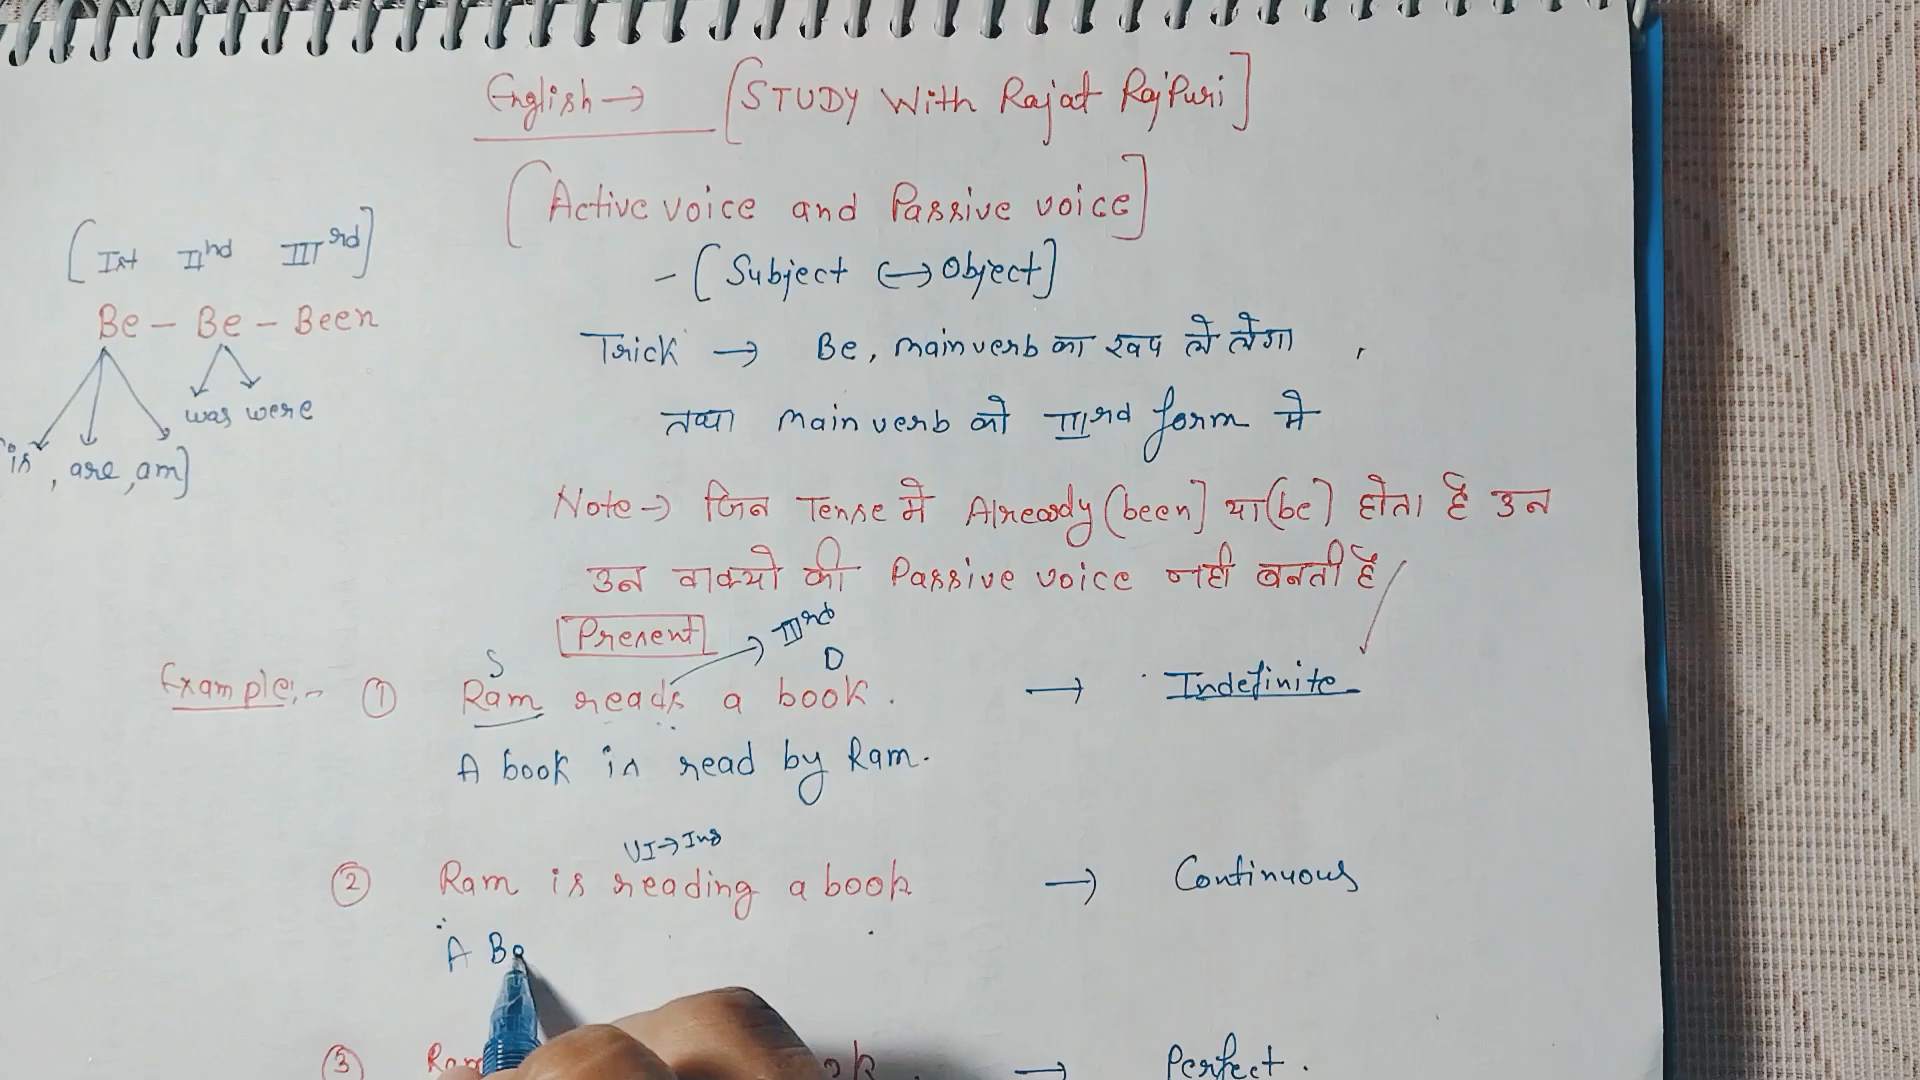 English → [STUDY With Rajat RajPuri]
[Active voice and Passive voice]
- [Subject ↔ Object]
[Ist IInd IIIrd]
Be - Be - Been
was were
is, are, am]
Trick → Be, main verb का रूप ले लेगा,
तथा main verb को IIIrd form मे
Note → जिन Tense मे Already (been] या (be] होता है उन
उन वाक्यो की Passive voice नही बनती है
Present
IIIrd
S O
Example:- ① Ram reads a book. → Indefinite
A book is read by Ram.
VI → Ing
② Ram is reading a book → Continuous
A Bo
③ Ram → Perfect.